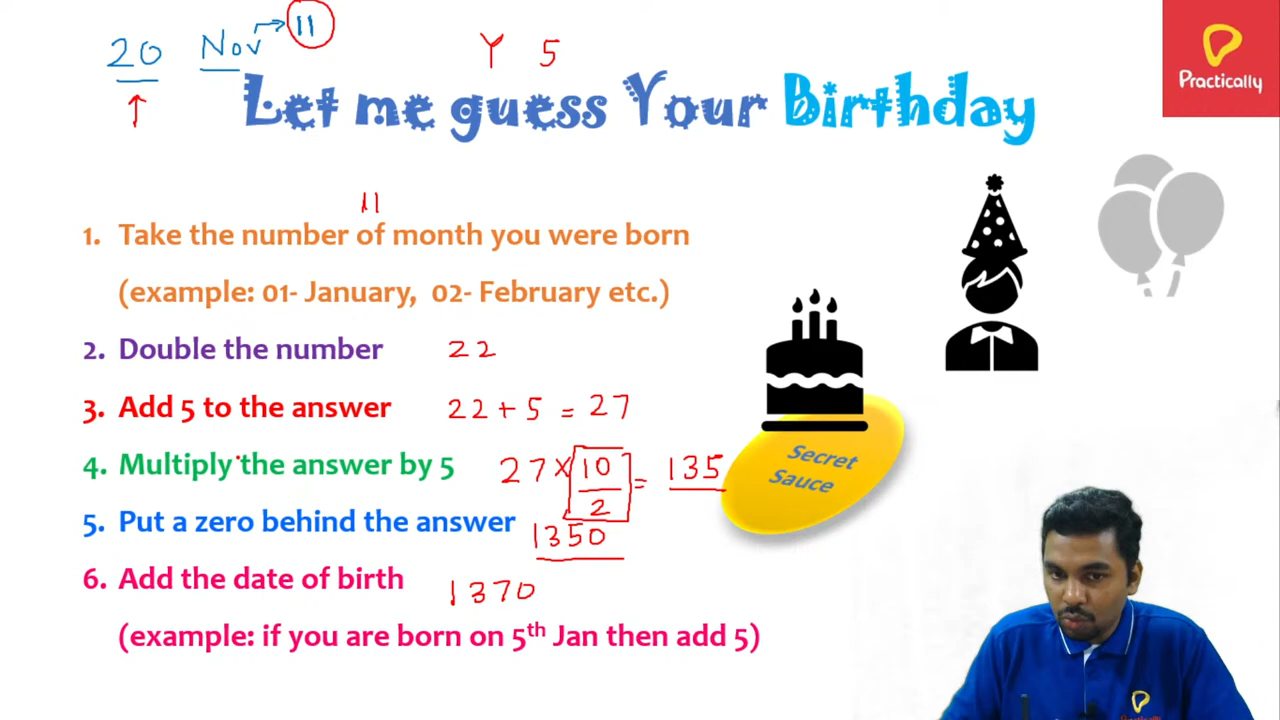 20 Nov → 11
Y 5
Practically
Let me guess Your Birthday
11
1. Take the number of month you were born
(example: 01- January, 02- February etc.)
2. Double the number 22
3. Add 5 to the answer 22 + 5 = 27
4. Multiply the answer by 5 27 × 10/2 = 135
Secret
Sauce
5. Put a zero behind the answer 1350
6. Add the date of birth 1370
(example: if you are born on 5th Jan then add 5)
Practically